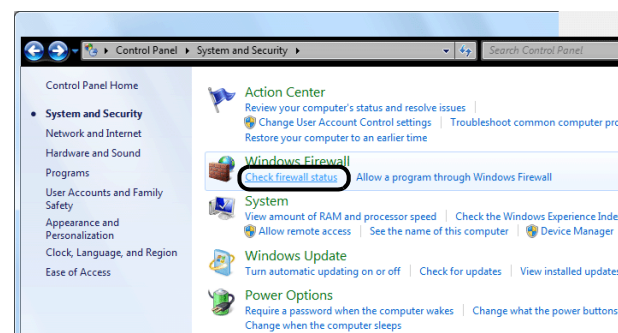 Control Panel ▸ System and Security ▸ Search Control Panel
Control Panel Home
System and Security
Network and Internet
Hardware and Sound
Programs
User Accounts and Family
Safety
Appearance and
Personalization
Clock, Language, and Region
Ease of Access
Action Center
Review your computer's status and resolve issues
Change User Account Control settings Troubleshoot common computer pro
Restore your computer to an earlier time
Windows Firewall
Check firewall status Allow a program through Windows Firewall
System
View amount of RAM and processor speed Check the Windows Experience Inde
Allow remote access See the name of this computer Device Manager
Windows Update
Turn automatic updating on or off Check for updates View installed updates
Power Options
Require a password when the computer wakes Change what the power buttons
Change when the computer sleeps